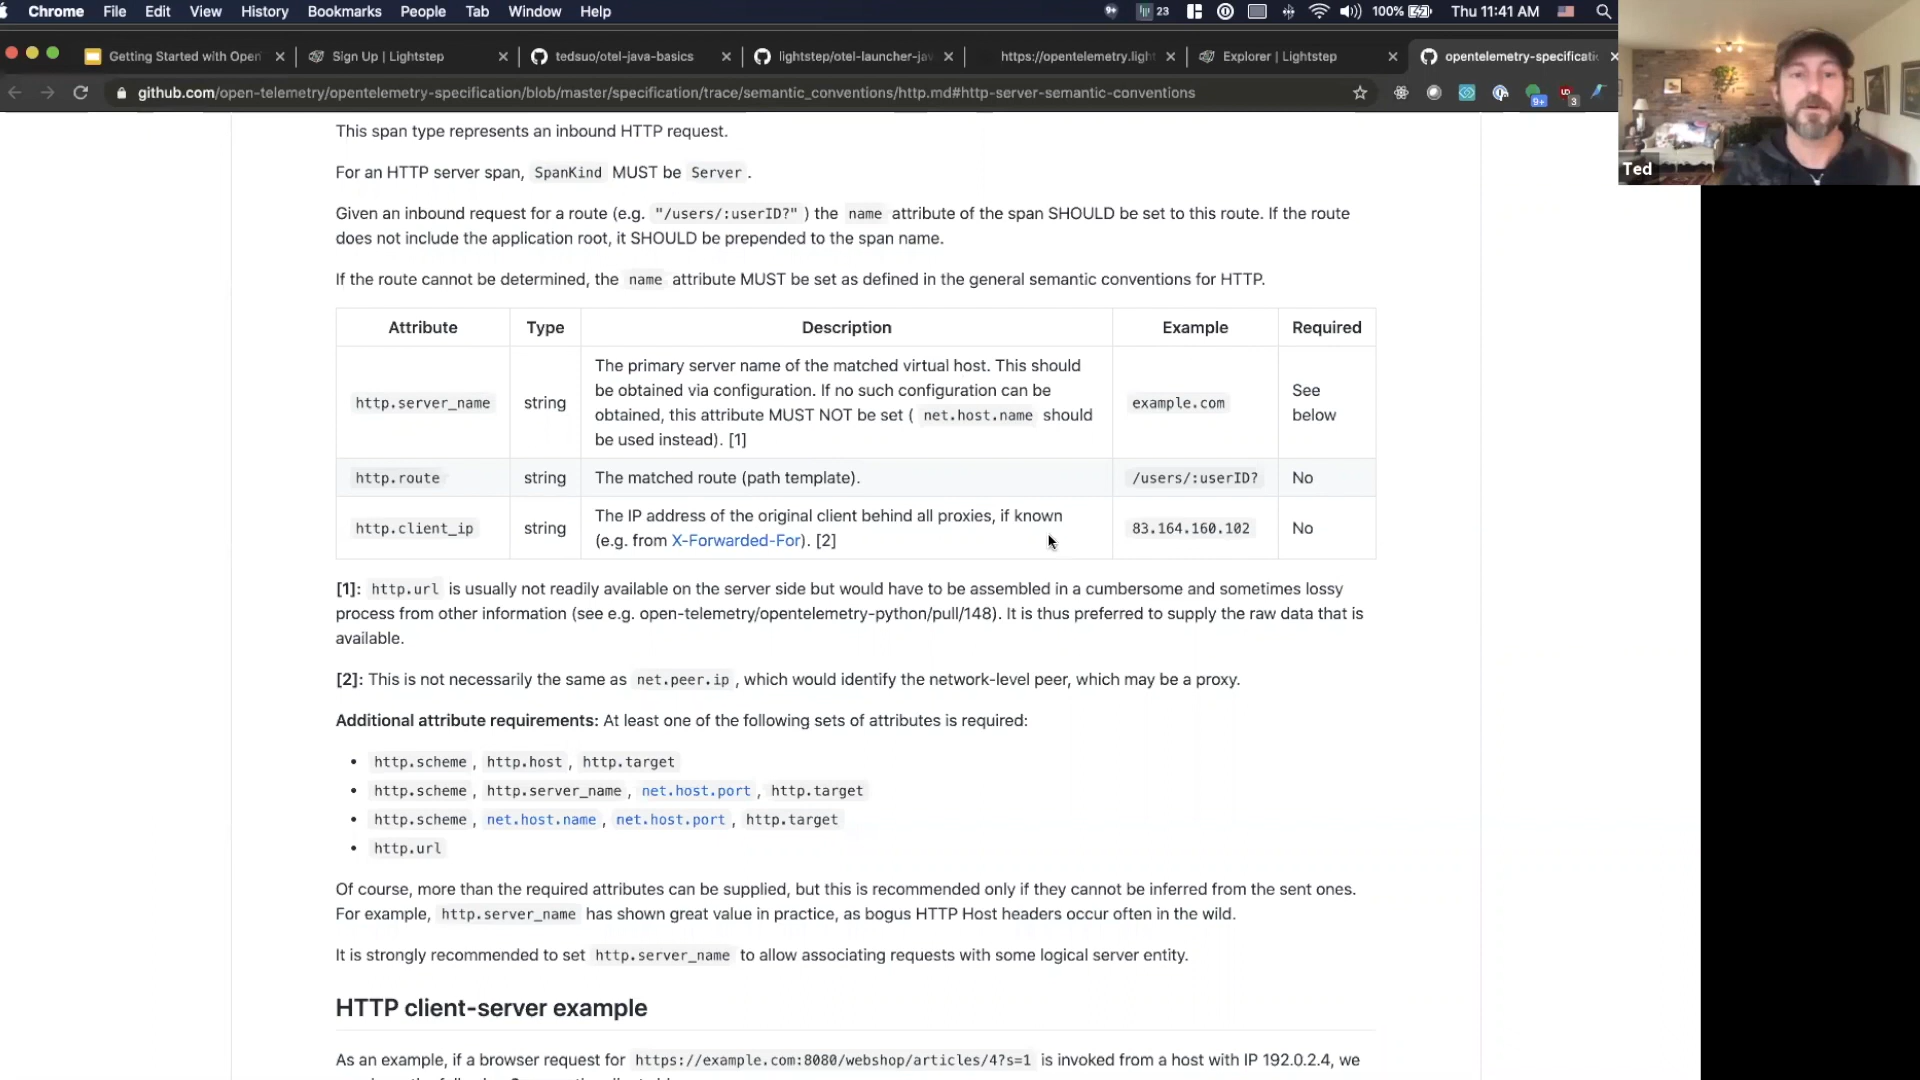 Chrome File Edit View History Bookmarks People Tab Window Help 23 100% Thu 11:41 AM
Getting Started with Open Sign Up | Lightstep tedsuo/otel-java-basics lightstep/otel-launcher-jav https://opentelemetry.light Explorer | Lightstep opentelemetry-specificati
github.com/open-telemetry/opentelemetry-specification/blob/master/specification/trace/semantic_conventions/http.md#http-server-semantic-conventions
Ted
This span type represents an inbound HTTP request.
For an HTTP server span, SpanKind MUST be Server .
Given an inbound request for a route (e.g. "/users/:userID?" ) the name attribute of the span SHOULD be set to this route. If the route
does not include the application root, it SHOULD be prepended to the span name.
If the route cannot be determined, the name attribute MUST be set as defined in the general semantic conventions for HTTP.
Attribute Type Description Example Required
http.server_name string The primary server name of the matched virtual host. This should
be obtained via configuration. If no such configuration can be
obtained, this attribute MUST NOT be set ( net.host.name should
be used instead). [1]
example.com See
below
http.route string The matched route (path template). /users/:userID? No
http.client_ip string The IP address of the original client behind all proxies, if known
(e.g. from X-Forwarded-For). [2]
83.164.160.102 No
[1]: http.url is usually not readily available on the server side but would have to be assembled in a cumbersome and sometimes lossy
process from other information (see e.g. open-telemetry/opentelemetry-python/pull/148). It is thus preferred to supply the raw data that is
available.
[2]: This is not necessarily the same as net.peer.ip , which would identify the network-level peer, which may be a proxy.
Additional attribute requirements: At least one of the following sets of attributes is required:
• http.scheme , http.host , http.target
• http.scheme , http.server_name , net.host.port , http.target
• http.scheme , net.host.name , net.host.port , http.target
• http.url
Of course, more than the required attributes can be supplied, but this is recommended only if they cannot be inferred from the sent ones.
For example, http.server_name has shown great value in practice, as bogus HTTP Host headers occur often in the wild.
It is strongly recommended to set http.server_name to allow associating requests with some logical server entity.
HTTP client-server example
As an example, if a browser request for https://example.com:8080/webshop/articles/4?s=1 is invoked from a host with IP 192.0.2.4, we